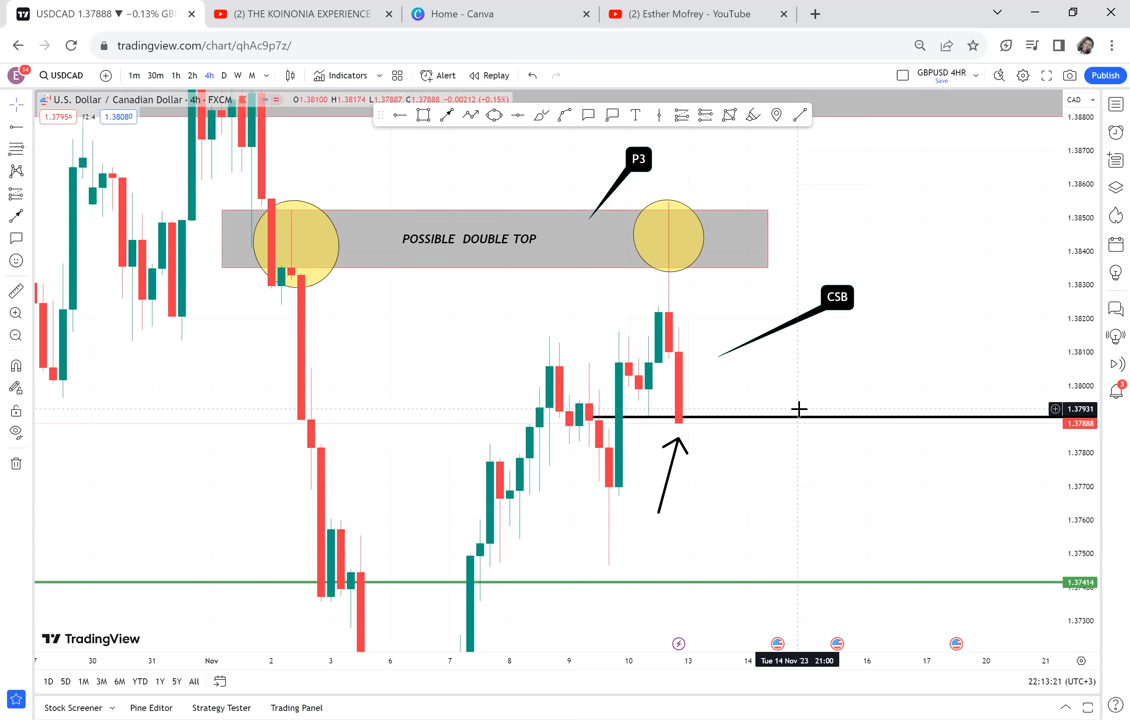 USDCAD 1.37888 ▼ −0.13% GBP
(2) THE KOINONIA EXPERIENCE
Home - Canva
(2) Esther Mofrey - YouTube
tradingview.com/chart/qhAc9p7z/
E
14
USDCAD
1m 30m 1h 2h 4h D W M
Indicators
Alert
Replay
GBPUSD 4HR
Save
Publish
U.S. Dollar / Canadian Dollar · 4h · FXCM
O1.38100 H1.38174 L1.37887 C1.37888 −0.00212 (−0.15%)
CAD
1.37956
12.4
1.38080
1.38800
1.38700
1.38600
1.38500
1.38400
1.38300
1.38200
1.38100
1.38000
1.37931
1.37888
1.37800
1.37700
1.37600
1.37500
1.37414
1.37300
P3
POSSIBLE DOUBLE TOP
CSB
TradingView
7 30 31 Nov 2 3 6 7 8 9 10 13 14 Tue 14 Nov '23 21:00 16 17 20 21
1D 5D 1M 3M 6M YTD 1Y 5Y All
22:13:21 (UTC+3)
Stock Screener
Pine Editor
Strategy Tester
Trading Panel
3